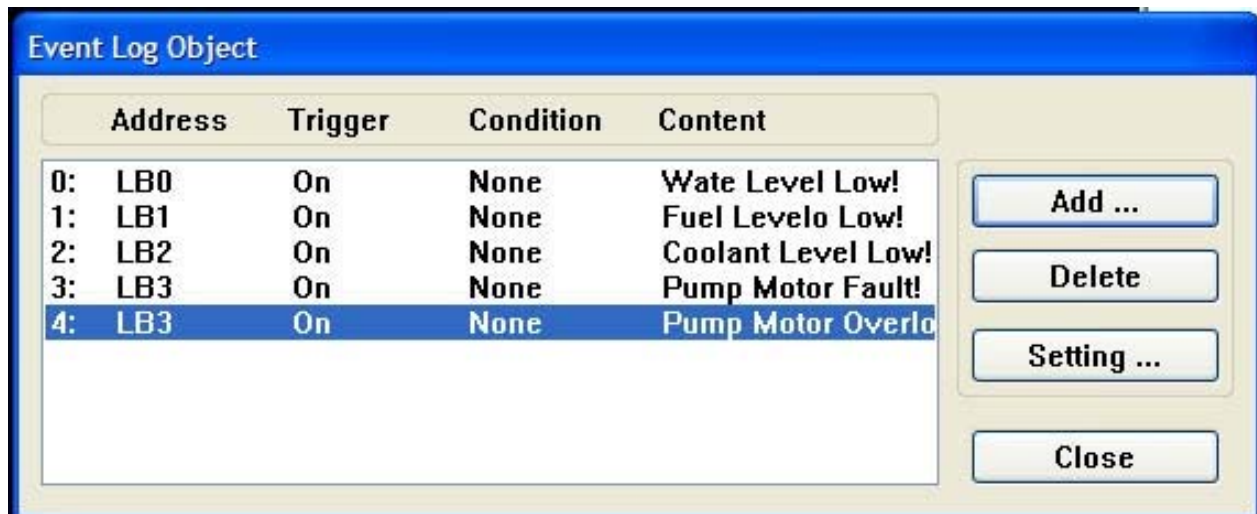 Event Log Object
Address Trigger Condition Content
0: LB0 On None Wate Level Low!
1: LB1 On None Fuel Levelo Low!
2: LB2 On None Coolant Level Low!
3: LB3 On None Pump Motor Fault!
4: LB3 On None Pump Motor Overlo
Add ...
Delete
Setting ...
Close